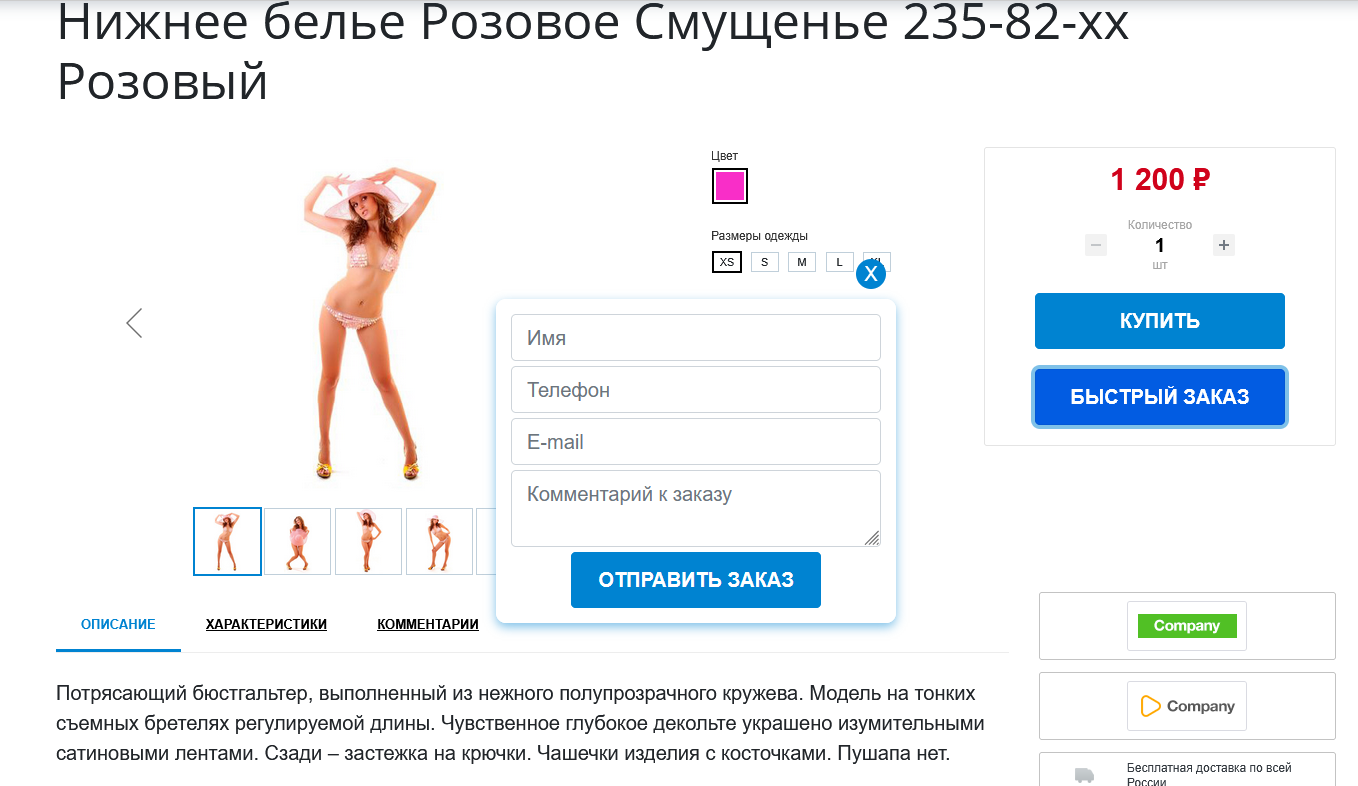 Нижнее белье Розовое Смущенье 235-82-хх
Розовый
Цвет
Размеры одежды
XS S M L
X
1 200 ₽
Количество
− 1 +
шт
КУПИТЬ
БЫСТРЫЙ ЗАКАЗ
Имя
Телефон
E-mail
Комментарий к заказу
ОТПРАВИТЬ ЗАКАЗ
ОПИСАНИЕ ХАРАКТЕРИСТИКИ КОММЕНТАРИИ
Потрясающий бюстгальтер, выполненный из нежного полупрозрачного кружева. Модель на тонких
съемных бретелях регулируемой длины. Чувственное глубокое декольте украшено изумительными
сатиновыми лентами. Сзади – застежка на крючки. Чашечки изделия с косточками. Пушапа нет.
Company
Company
Бесплатная доставка по всей
России